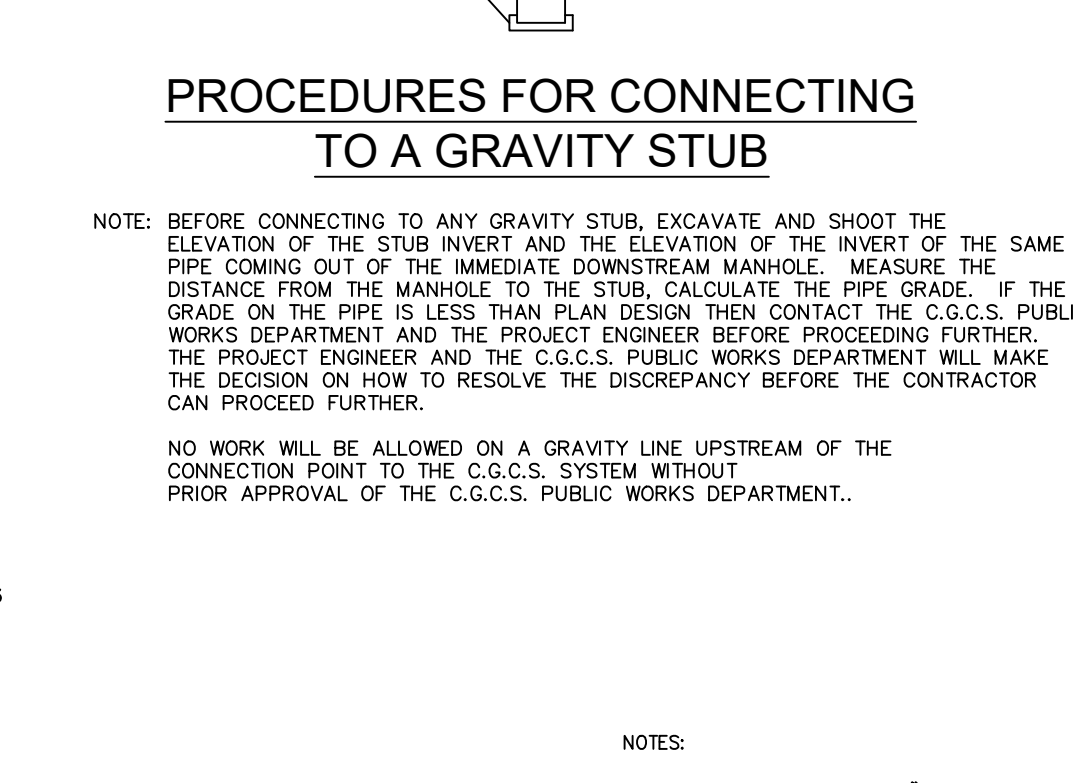 PROCEDURES FOR CONNECTING
TO A GRAVITY STUB
NOTE: BEFORE CONNECTING TO ANY GRAVITY STUB, EXCAVATE AND SHOOT THE
ELEVATION OF THE STUB INVERT AND THE ELEVATION OF THE INVERT OF THE SAME
PIPE COMING OUT OF THE IMMEDIATE DOWNSTREAM MANHOLE. MEASURE THE
DISTANCE FROM THE MANHOLE TO THE STUB, CALCULATE THE PIPE GRADE. IF THE
GRADE ON THE PIPE IS LESS THAN PLAN DESIGN THEN CONTACT THE C.G.C.S. PUBLI
WORKS DEPARTMENT AND THE PROJECT ENGINEER BEFORE PROCEEDING FURTHER.
THE PROJECT ENGINEER AND THE C.G.C.S. PUBLIC WORKS DEPARTMENT WILL MAKE
THE DECISION ON HOW TO RESOLVE THE DISCREPANCY BEFORE THE CONTRACTOR
CAN PROCEED FURTHER.
NO WORK WILL BE ALLOWED ON A GRAVITY LINE UPSTREAM OF THE
CONNECTION POINT TO THE C.G.C.S. SYSTEM WITHOUT
PRIOR APPROVAL OF THE C.G.C.S. PUBLIC WORKS DEPARTMENT..
NOTES: